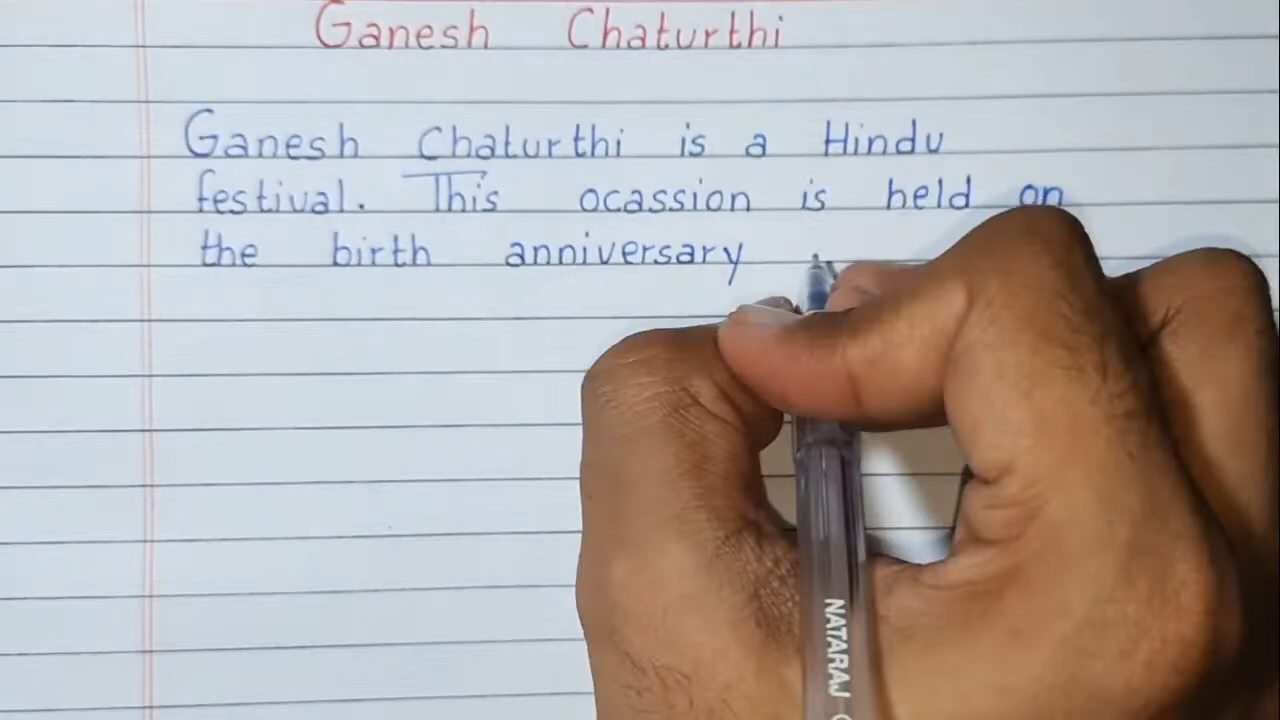 Ganesh Chaturthi
Ganesh Chaturthi is a Hindu
festival. This ocassion is held on
the birth anniversary
NATARAJ